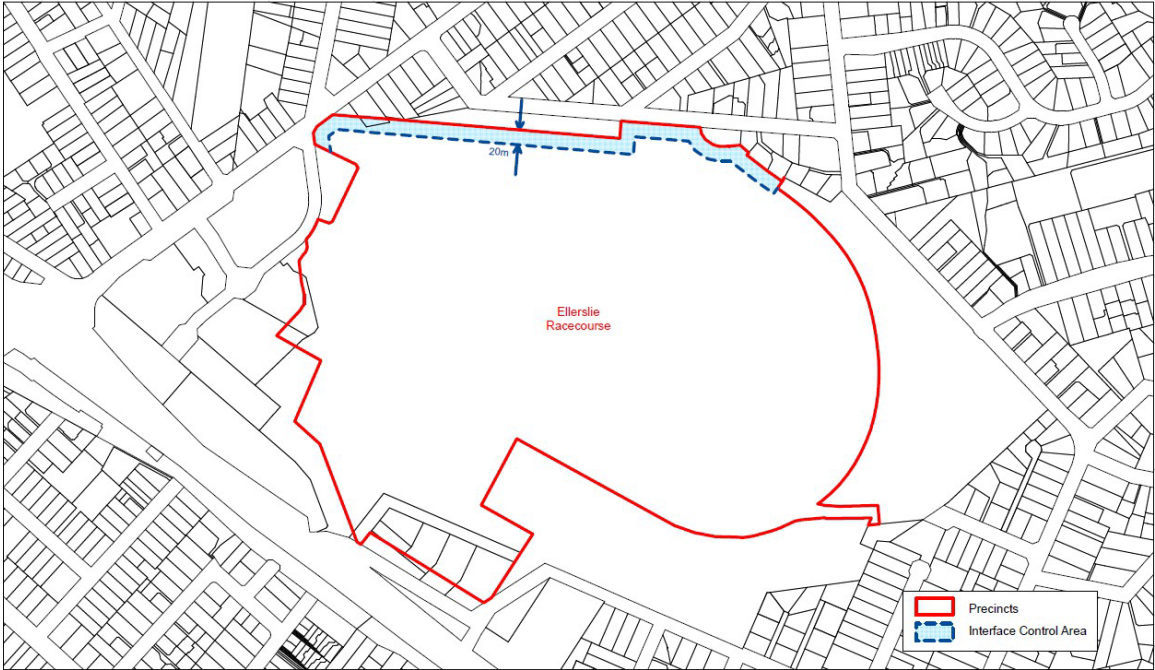 20m
Ellerslie
Racecourse
Precincts
Interface Control Area